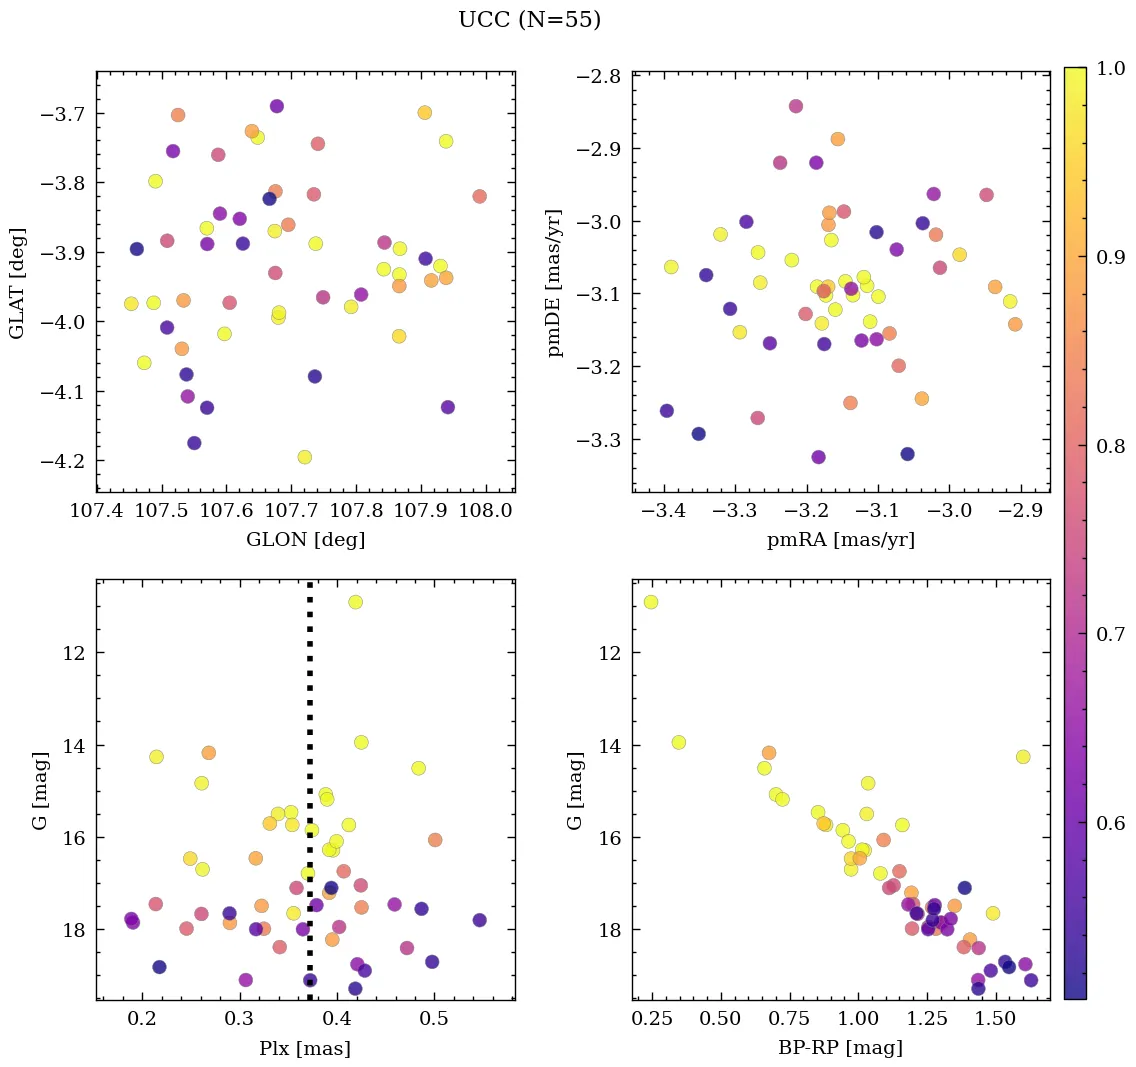 UCC (N=55)
−3.7
−3.8
−3.9
−4.0
−4.1
−4.2
GLAT [deg]
107.4 107.5 107.6 107.7 107.8 107.9 108.0
GLON [deg]
−2.8
−2.9
−3.0
−3.1
−3.2
−3.3
pmDE [mas/yr]
−3.4 −3.3 −3.2 −3.1 −3.0 −2.9
pmRA [mas/yr]
1.0
0.9
0.8
0.7
0.6
12
14
16
18
G [mag]
0.2 0.3 0.4 0.5
Plx [mas]
12
14
16
18
G [mag]
0.25 0.50 0.75 1.00 1.25 1.50
BP-RP [mag]